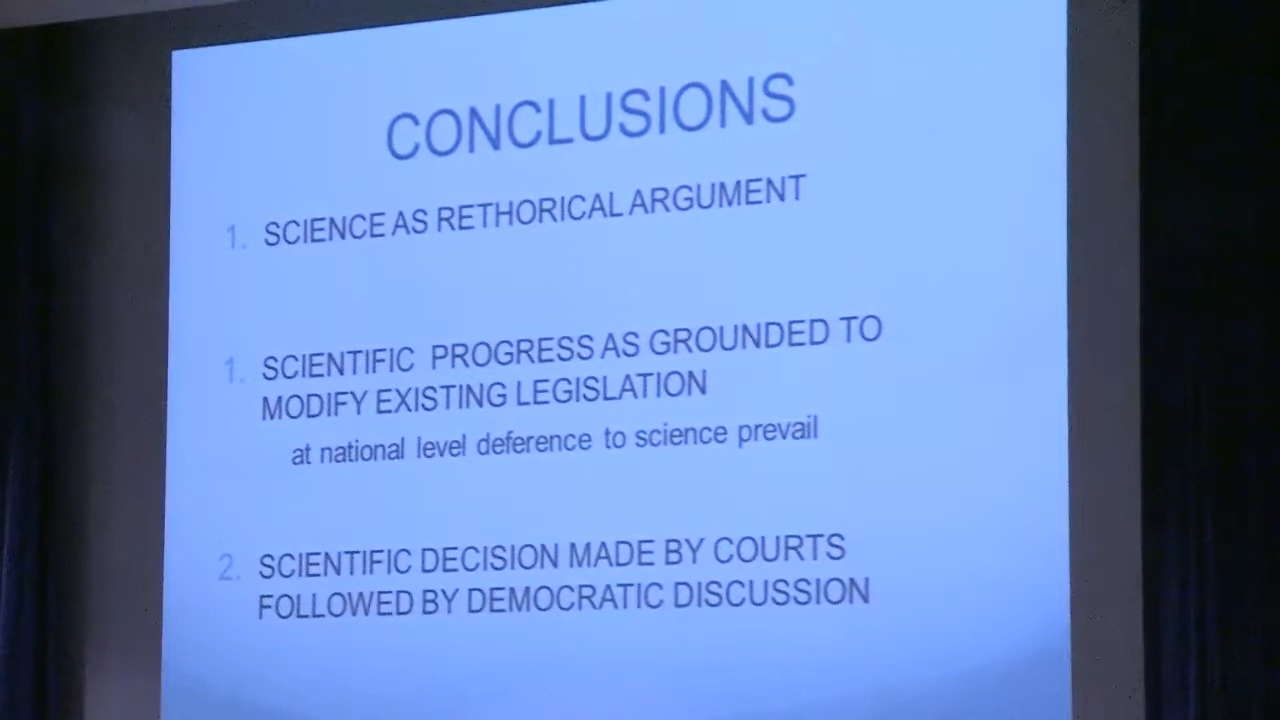 CONCLUSIONS
1. SCIENCE AS RETHORICAL ARGUMENT
1. SCIENTIFIC PROGRESS AS GROUNDED TO
MODIFY EXISTING LEGISLATION
at national level deference to science prevail
2. SCIENTIFIC DECISION MADE BY COURTS
FOLLOWED BY DEMOCRATIC DISCUSSION